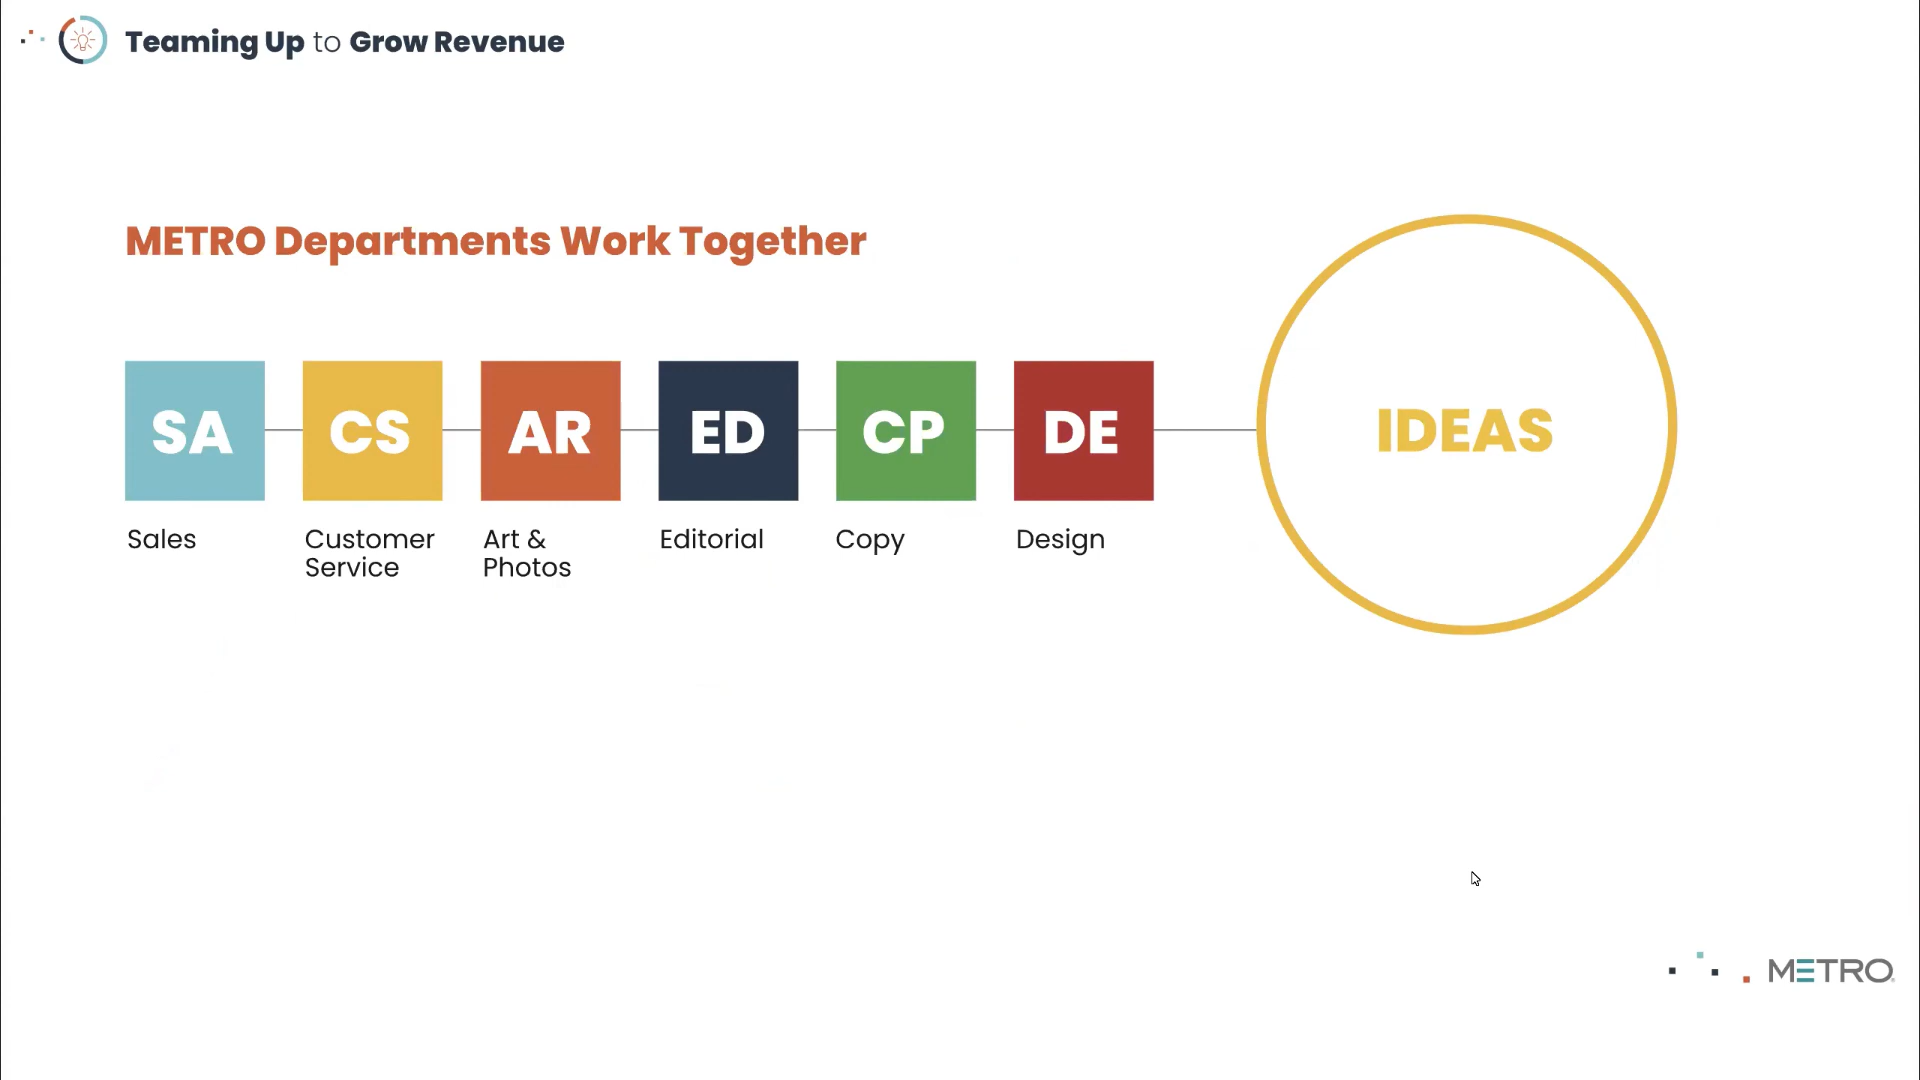 Teaming Up to Grow Revenue
METRO Departments Work Together
SA CS AR ED CP DE IDEAS
Sales Customer Art & Editorial Copy Design
Service Photos
METRO